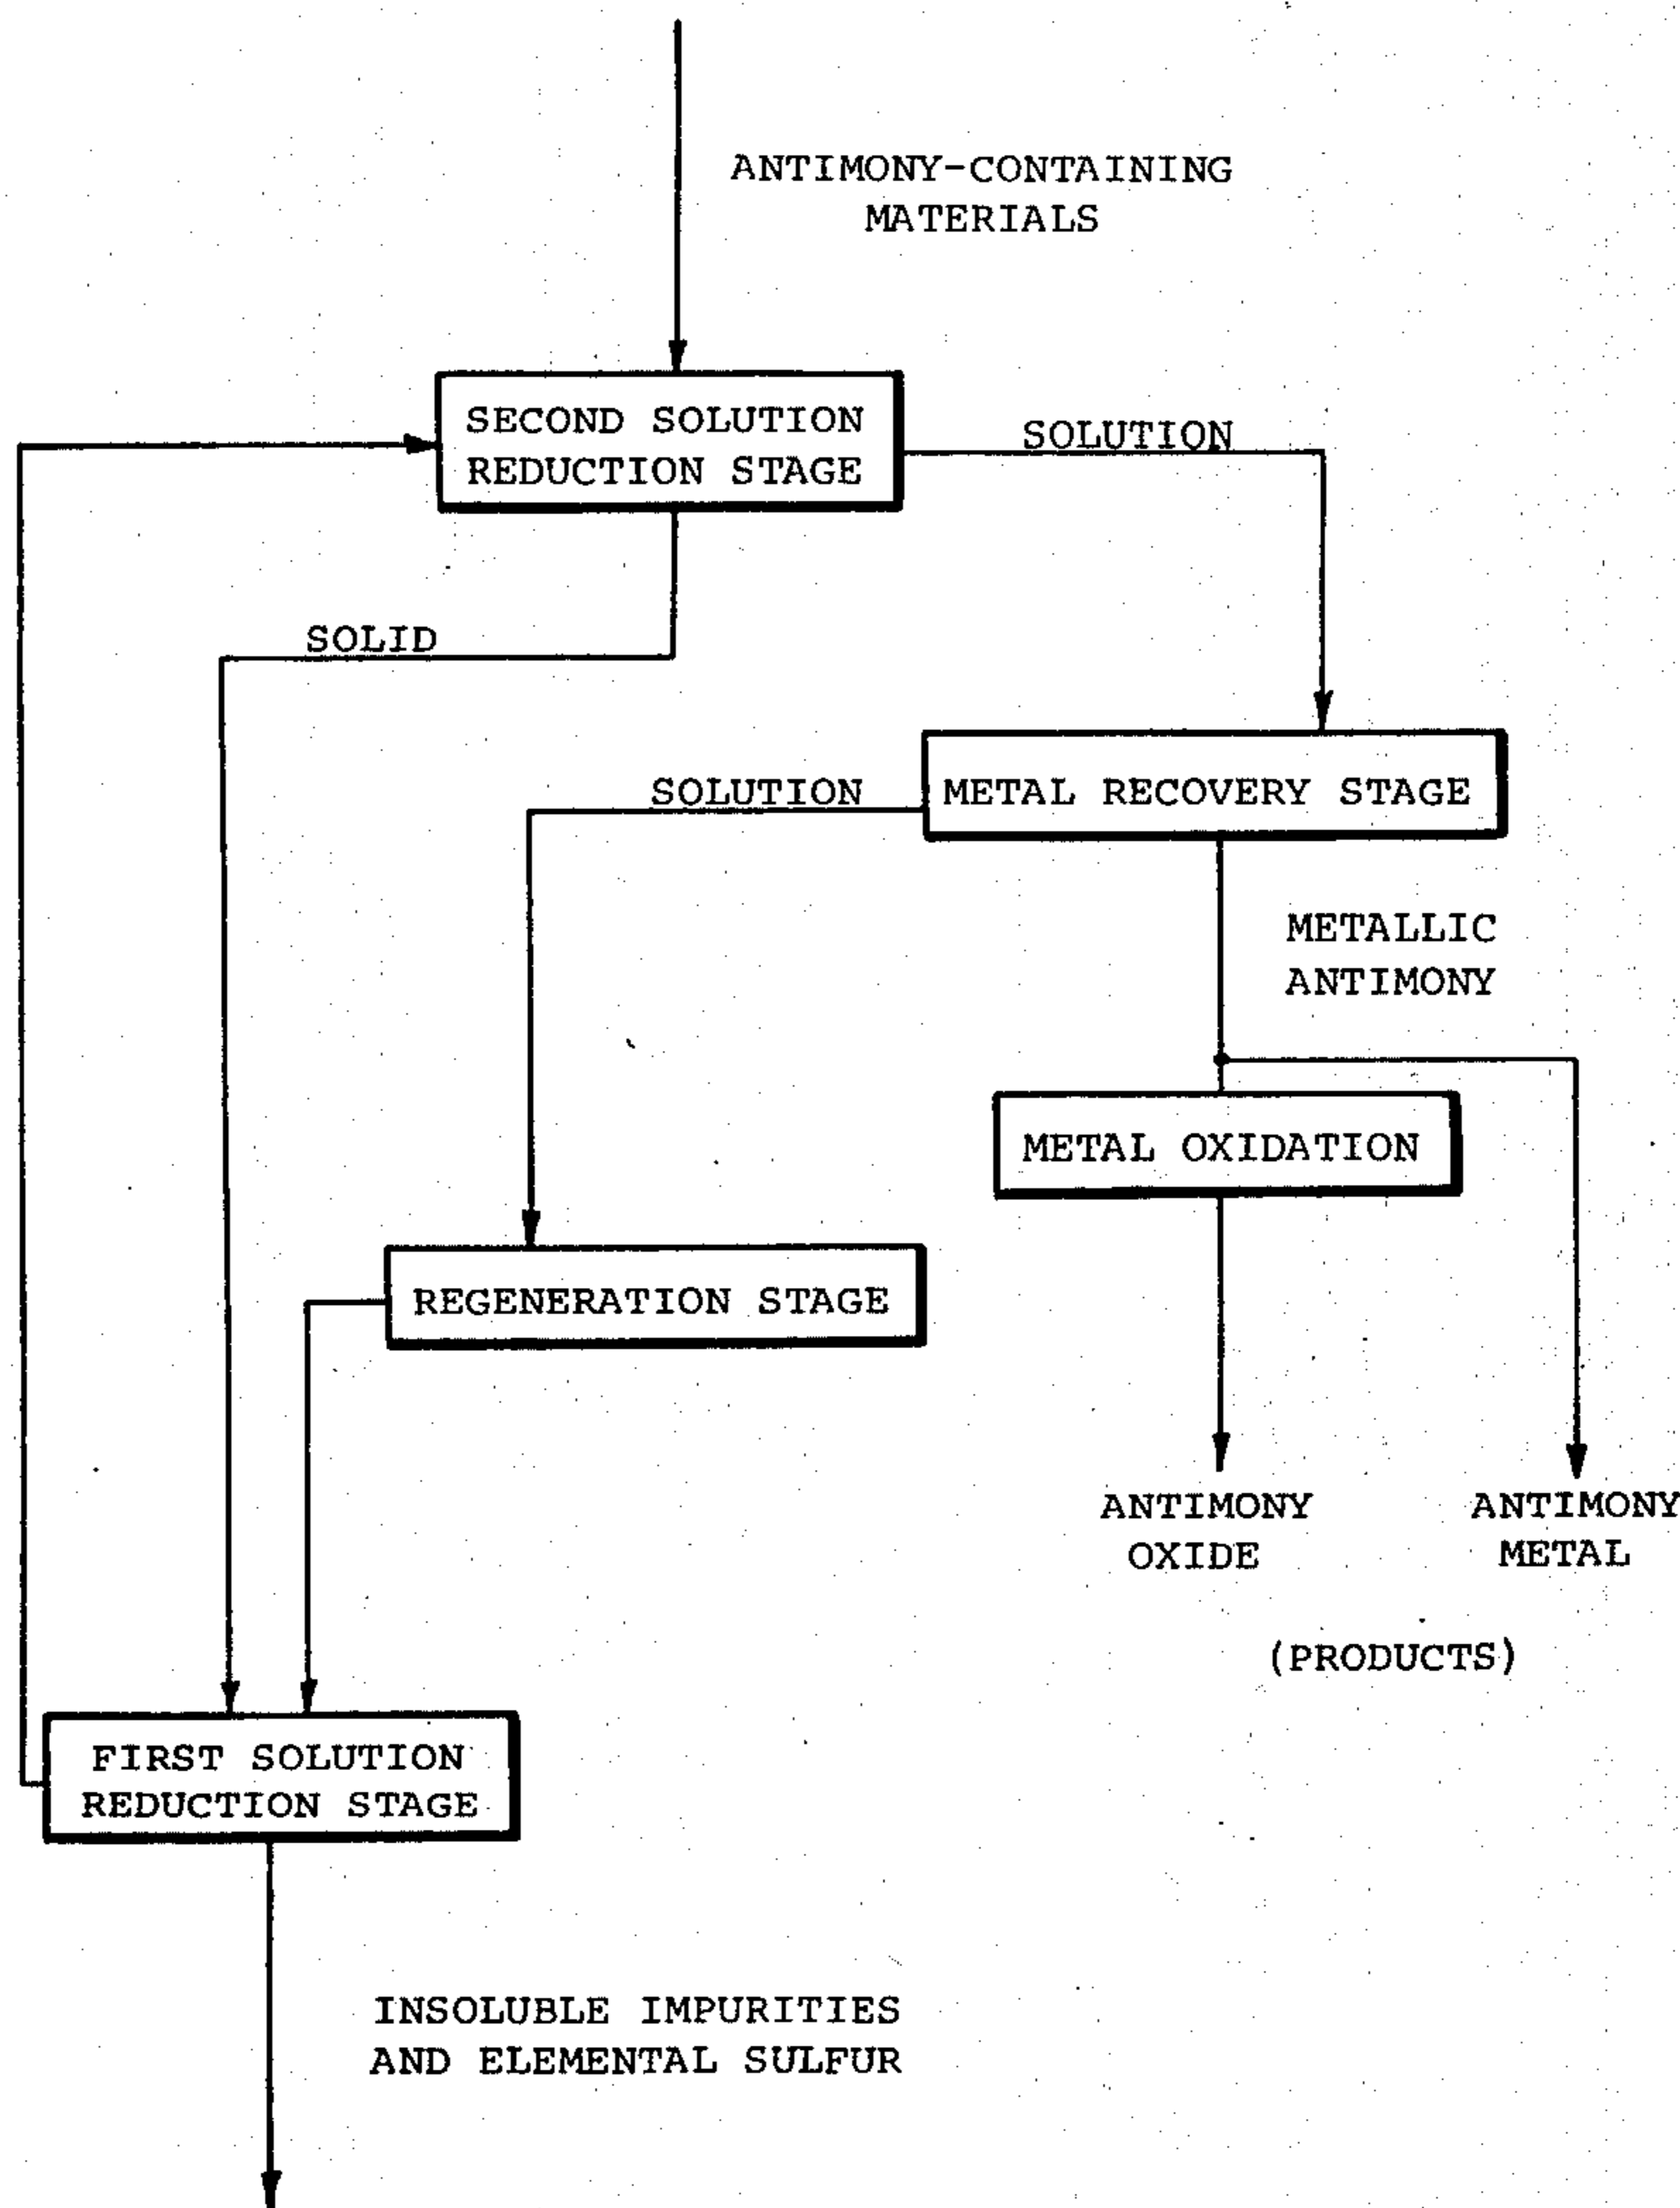 ANTIMONY-CONTAINING
MATERIALS
SECOND SOLUTION
REDUCTION STAGE
SOLUTION
SOLID
METAL RECOVERY STAGE
SOLUTION
METALLIC
ANTIMONY
METAL OXIDATION
REGENERATION STAGE
ANTIMONY
OXIDE
ANTIMONY
METAL
(PRODUCTS)
FIRST SOLUTION
REDUCTION STAGE
INSOLUBLE IMPURITIES
AND ELEMENTAL SULFUR